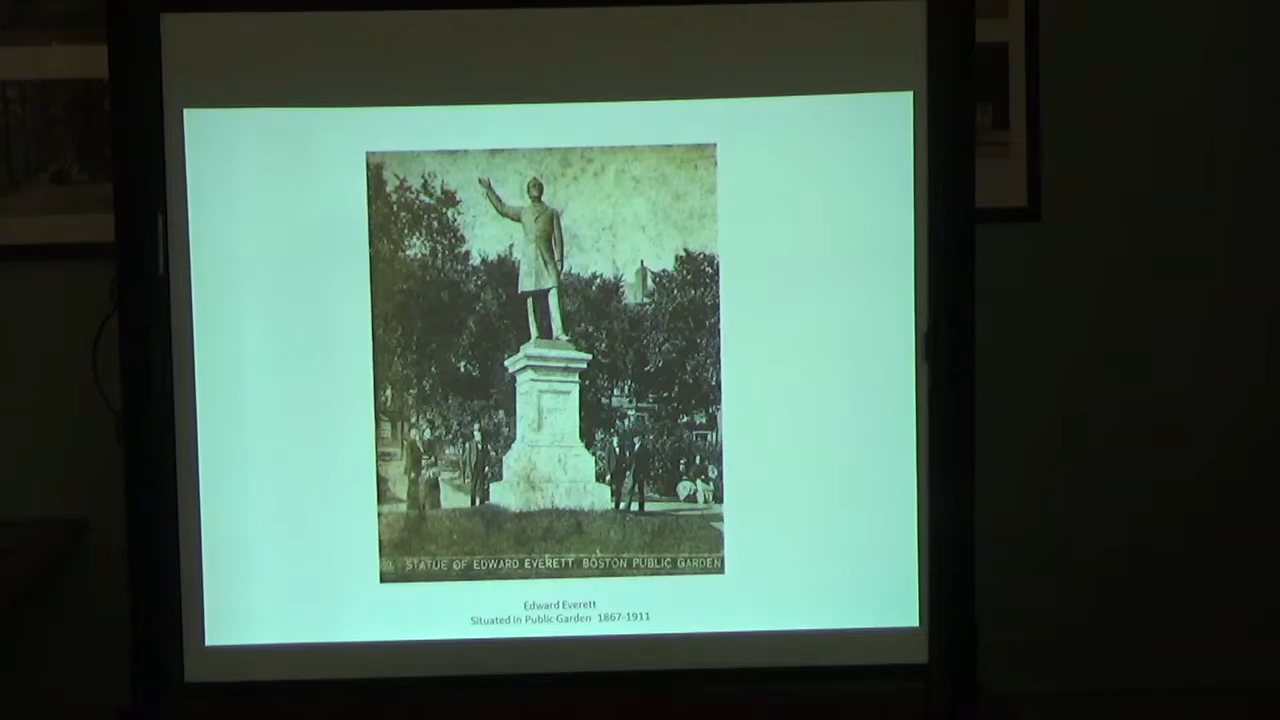 STATUE OF EDWARD EVERETT, BOSTON PUBLIC GARDEN
Edward Everett
Situated in Public Garden 1867-1911